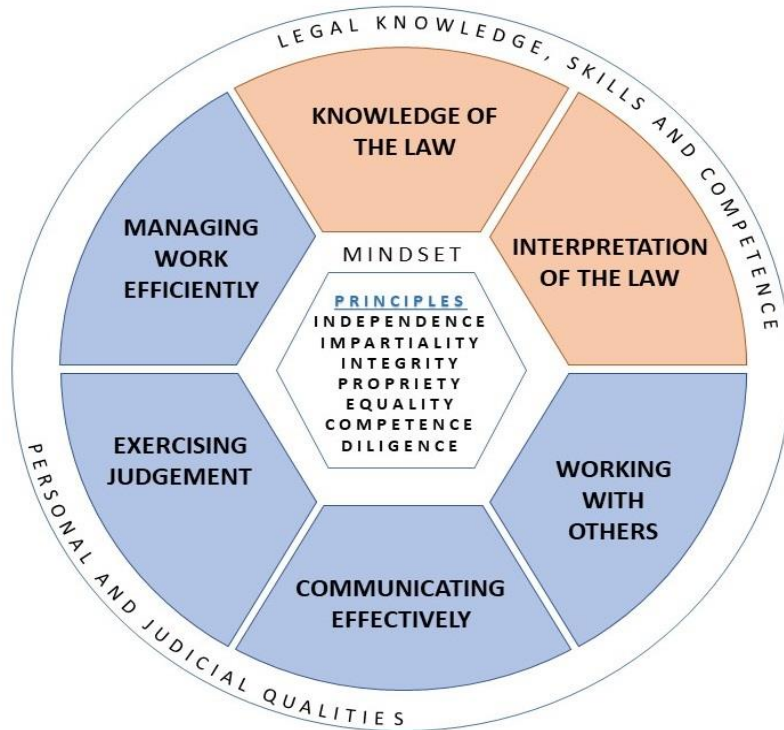 LEGAL KNOWLEDGE, SKILLS AND COMPETENCE
KNOWLEDGE OF
THE LAW
INTERPRETATION
OF THE LAW
MANAGING
WORK
EFFICIENTLY
MINDSET
PRINCIPLES
INDEPENDENCE
IMPARTIALITY
INTEGRITY
PROPRIETY
EQUALITY
COMPETENCE
DILIGENCE
EXERCISING
JUDGEMENT
WORKING
WITH
OTHERS
COMMUNICATING
EFFECTIVELY
PERSONAL AND JUDICIAL QUALITIES